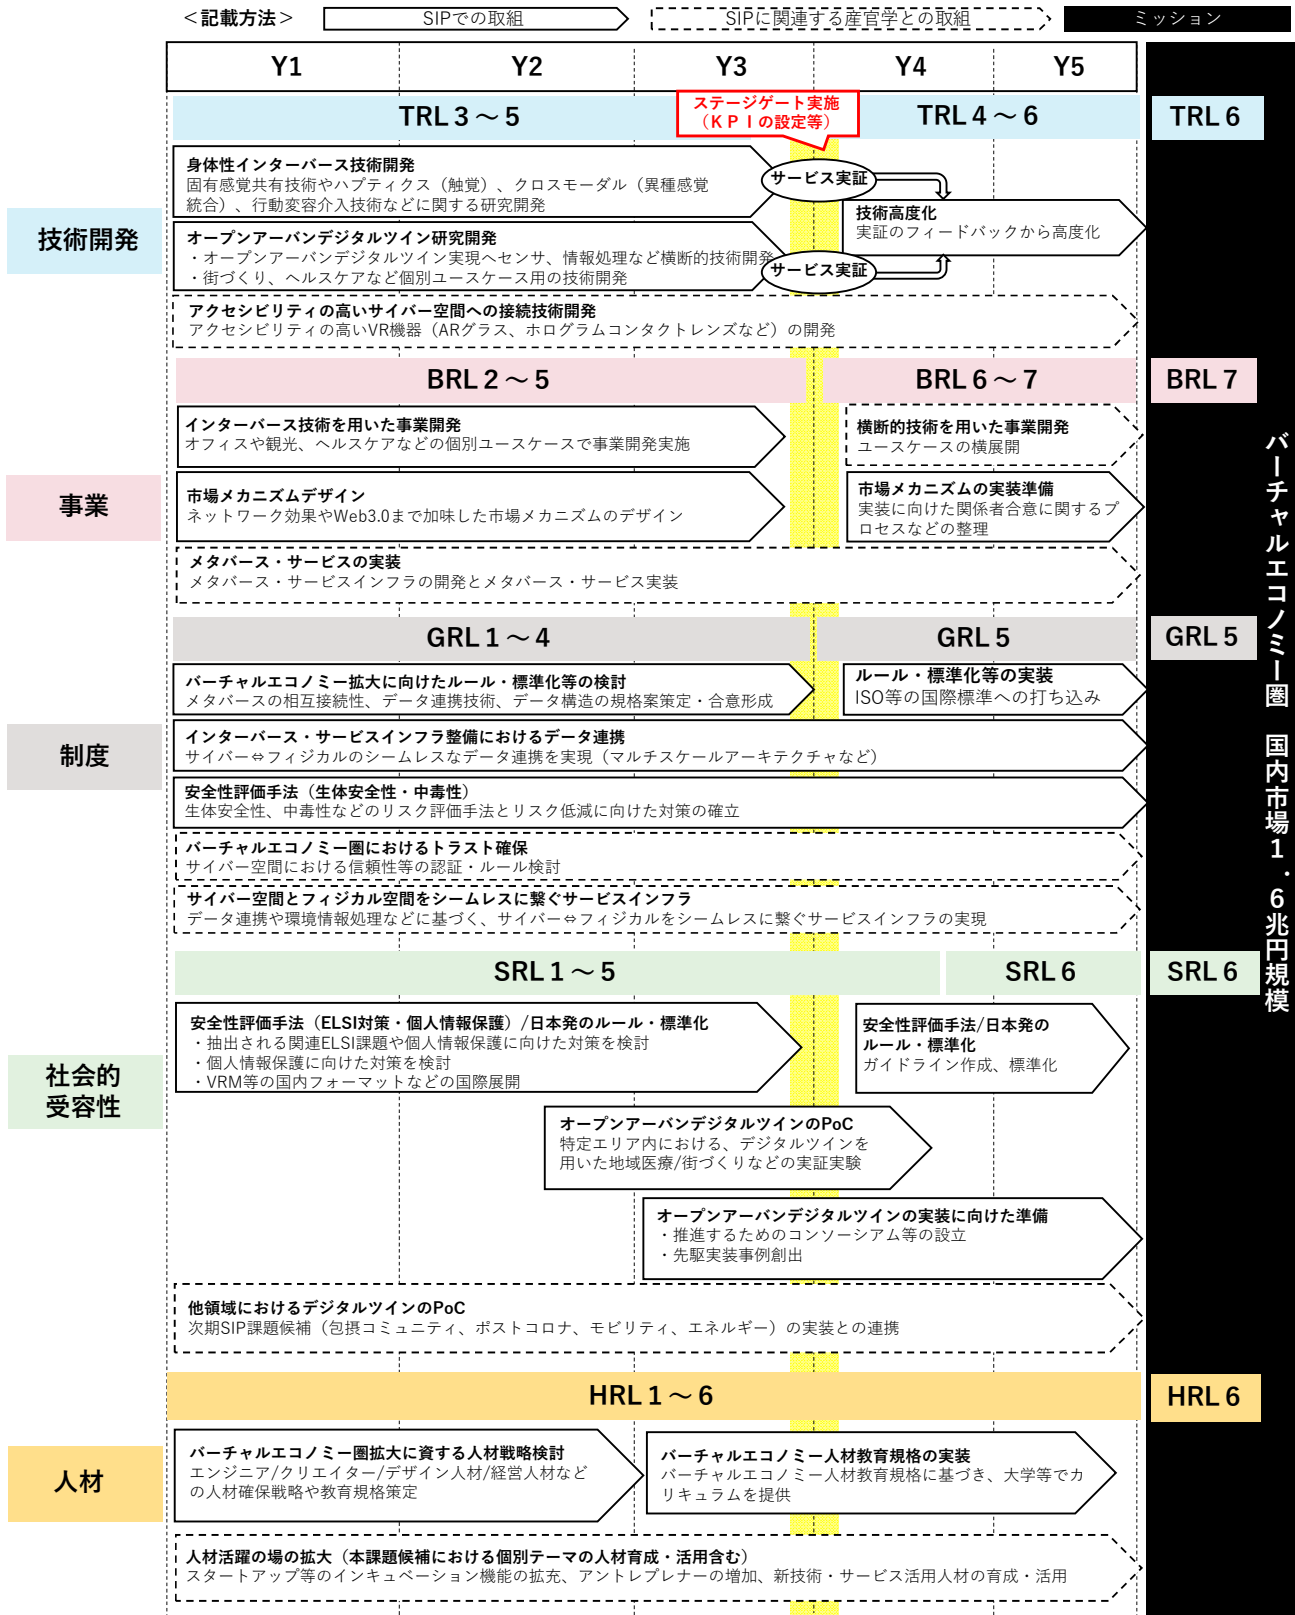 ＜記載方法＞
SIPでの取組
SIPに関連する産官学との取組
ミッション
Y1
Y2
Y3
Y4
Y5
TRL３～５
ステージゲート実施
（ＫＰＩの設定等）
TRL４～６
TRL６
技術開発
身体性インターバース技術開発
固有感覚共有技術やハプティクス（触覚）、クロスモーダル（異種感覚
統合）、行動変容介入技術などに関する研究開発
サービス実証
技術高度化
実証のフィードバックから高度化
オープンアーバンデジタルツイン研究開発
・オープンアーバンデジタルツイン実現へセンサ、情報処理など横断的技術開発
・街づくり、ヘルスケアなど個別ユースケース用の技術開発
サービス実証
アクセシビリティの高いサイバー空間への接続技術開発
アクセシビリティの高いVR機器（ARグラス、ホログラムコンタクトレンズなど）の開発
BRL２～５
BRL６～７
BRL７
事業
インターバース技術を用いた事業開発
オフィスや観光、ヘルスケアなどの個別ユースケースで事業開発実施
横断的技術を用いた事業開発
ユースケースの横展開
市場メカニズムデザイン
ネットワーク効果やWeb3.0まで加味した市場メカニズムのデザイン
市場メカニズムの実装準備
実装に向けた関係者合意に関するプ
ロセスなどの整理
メタバース・サービスの実装
メタバース・サービスインフラの開発とメタバース・サービス実装
GRL１～４
GRL５
GRL５
制度
バーチャルエコノミー拡大に向けたルール・標準化等の検討
メタバースの相互接続性、データ連携技術、データ構造の規格案策定・合意形成
ルール・標準化等の実装
ISO等の国際標準への打ち込み
インターバース・サービスインフラ整備におけるデータ連携
サイバー⇔フィジカルのシームレスなデータ連携を実現（マルチスケールアーキテクチャなど）
安全性評価手法（生体安全性・中毒性）
生体安全性、中毒性などのリスク評価手法とリスク低減に向けた対策の確立
バーチャルエコノミー圏におけるトラスト確保
サイバー空間における信頼性等の認証・ルール検討
サイバー空間とフィジカル空間をシームレスに繋ぐサービスインフラ
データ連携や環境情報処理などに基づく、サイバー⇔フィジカルをシームレスに繋ぐサービスインフラの実現
SRL１～５
SRL６
SRL６
社会的
受容性
安全性評価手法（ELSI対策・個人情報保護）/日本発のルール・標準化
・抽出される関連ELSI課題や個人情報保護に向けた対策を検討
・個人情報保護に向けた対策を検討
・VRM等の国内フォーマットなどの国際展開
安全性評価手法/日本発の
ルール・標準化
ガイドライン作成、標準化
オープンアーバンデジタルツインのPoC
特定エリア内における、デジタルツインを
用いた地域医療/街づくりなどの実証実験
オープンアーバンデジタルツインの実装に向けた準備
・推進するためのコンソーシアム等の設立
・先駆実装事例創出
他領域におけるデジタルツインのPoC
次期SIP課題候補（包摂コミュニティ、ポストコロナ、モビリティ、エネルギー）の実装との連携
HRL１～６
HRL６
人材
バーチャルエコノミー圏拡大に資する人材戦略検討
エンジニア/クリエイター/デザイン人材/経営人材など
の人材確保戦略や教育規格策定
バーチャルエコノミー人材教育規格の実装
バーチャルエコノミー人材教育規格に基づき、大学等でカ
リキュラムを提供
人材活躍の場の拡大（本課題候補における個別テーマの人材育成・活用含む）
スタートアップ等のインキュベーション機能の拡充、アントレプレナーの増加、新技術・サービス活用人材の育成・活用
バーチャルエコノミー圏　国内市場１．６兆円規模